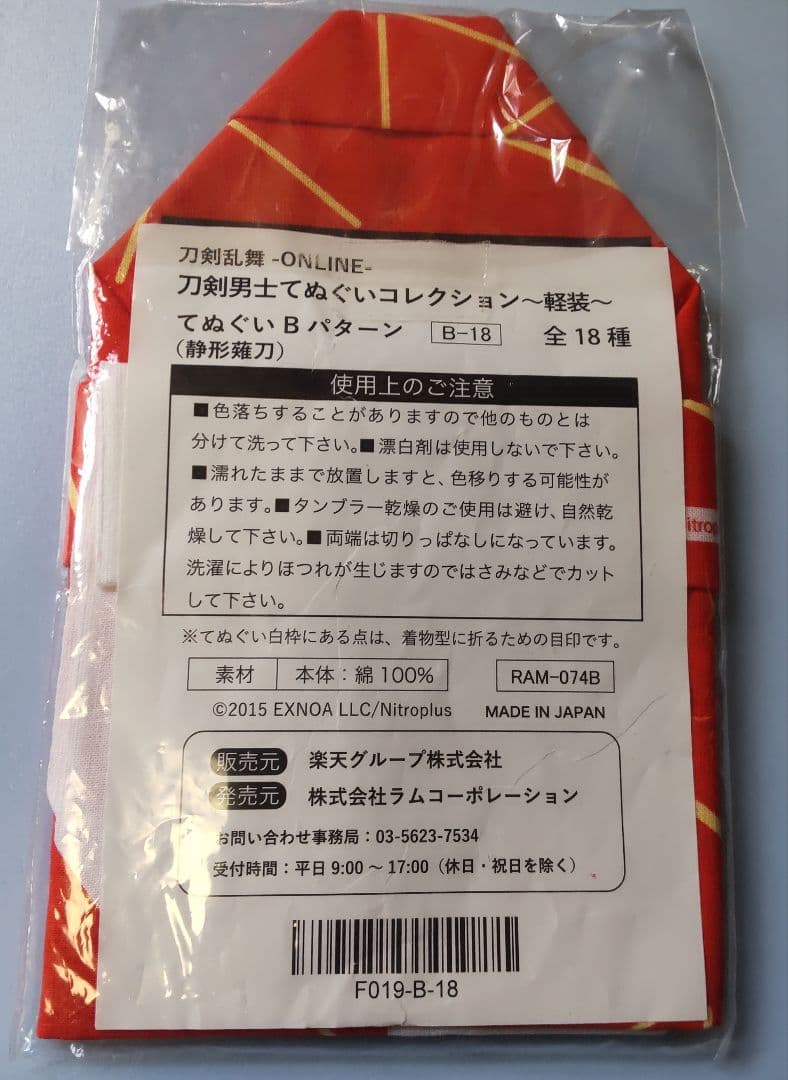 刀剣乱舞-ONLINE-
刀剣男士てぬぐいコレクション〜軽装〜
てぬぐいBパターン B-18 全18種
(静形薙刀)
使用上のご注意
■色落ちすることがありますので他のものとは
分けて洗って下さい。■漂白剤は使用しないで下さい。
■濡れたままで放置しますと、色移りする可能性が
あります。■タンブラー乾燥のご使用は避け、自然乾
燥して下さい。■両端は切りっぱなしになっています。
洗濯によりほつれが生じますのではさみなどでカット
して下さい。
※てぬぐい白枠にある点は、着物型に折るための目印です。
素材 本体:綿100% RAM-074B
©2015 EXNOA LLC/Nitroplus MADE IN JAPAN
販売元 楽天グループ株式会社
発売元 株式会社ラムコーポレーション
お問い合わせ事務局:03-5623-7534
受付時間:平日9:00〜17:00(休日・祝日を除く)
F019-B-18